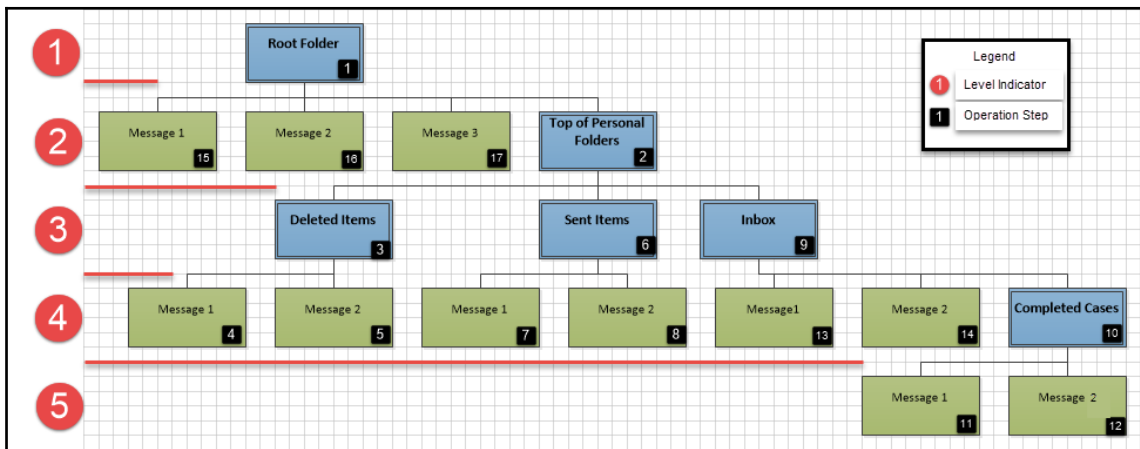 1
Root Folder
1
Legend
1 Level Indicator
1 Operation Step
2
Message 1
15
Message 2
16
Message 3
17
Top of Personal
Folders
2
3
Deleted Items
3
Sent Items
6
Inbox
9
4
Message 1
4
Message 2
5
Message 1
7
Message 2
8
Message1
13
Message 2
14
Completed Cases
10
5
Message 1
11
Message 2
12